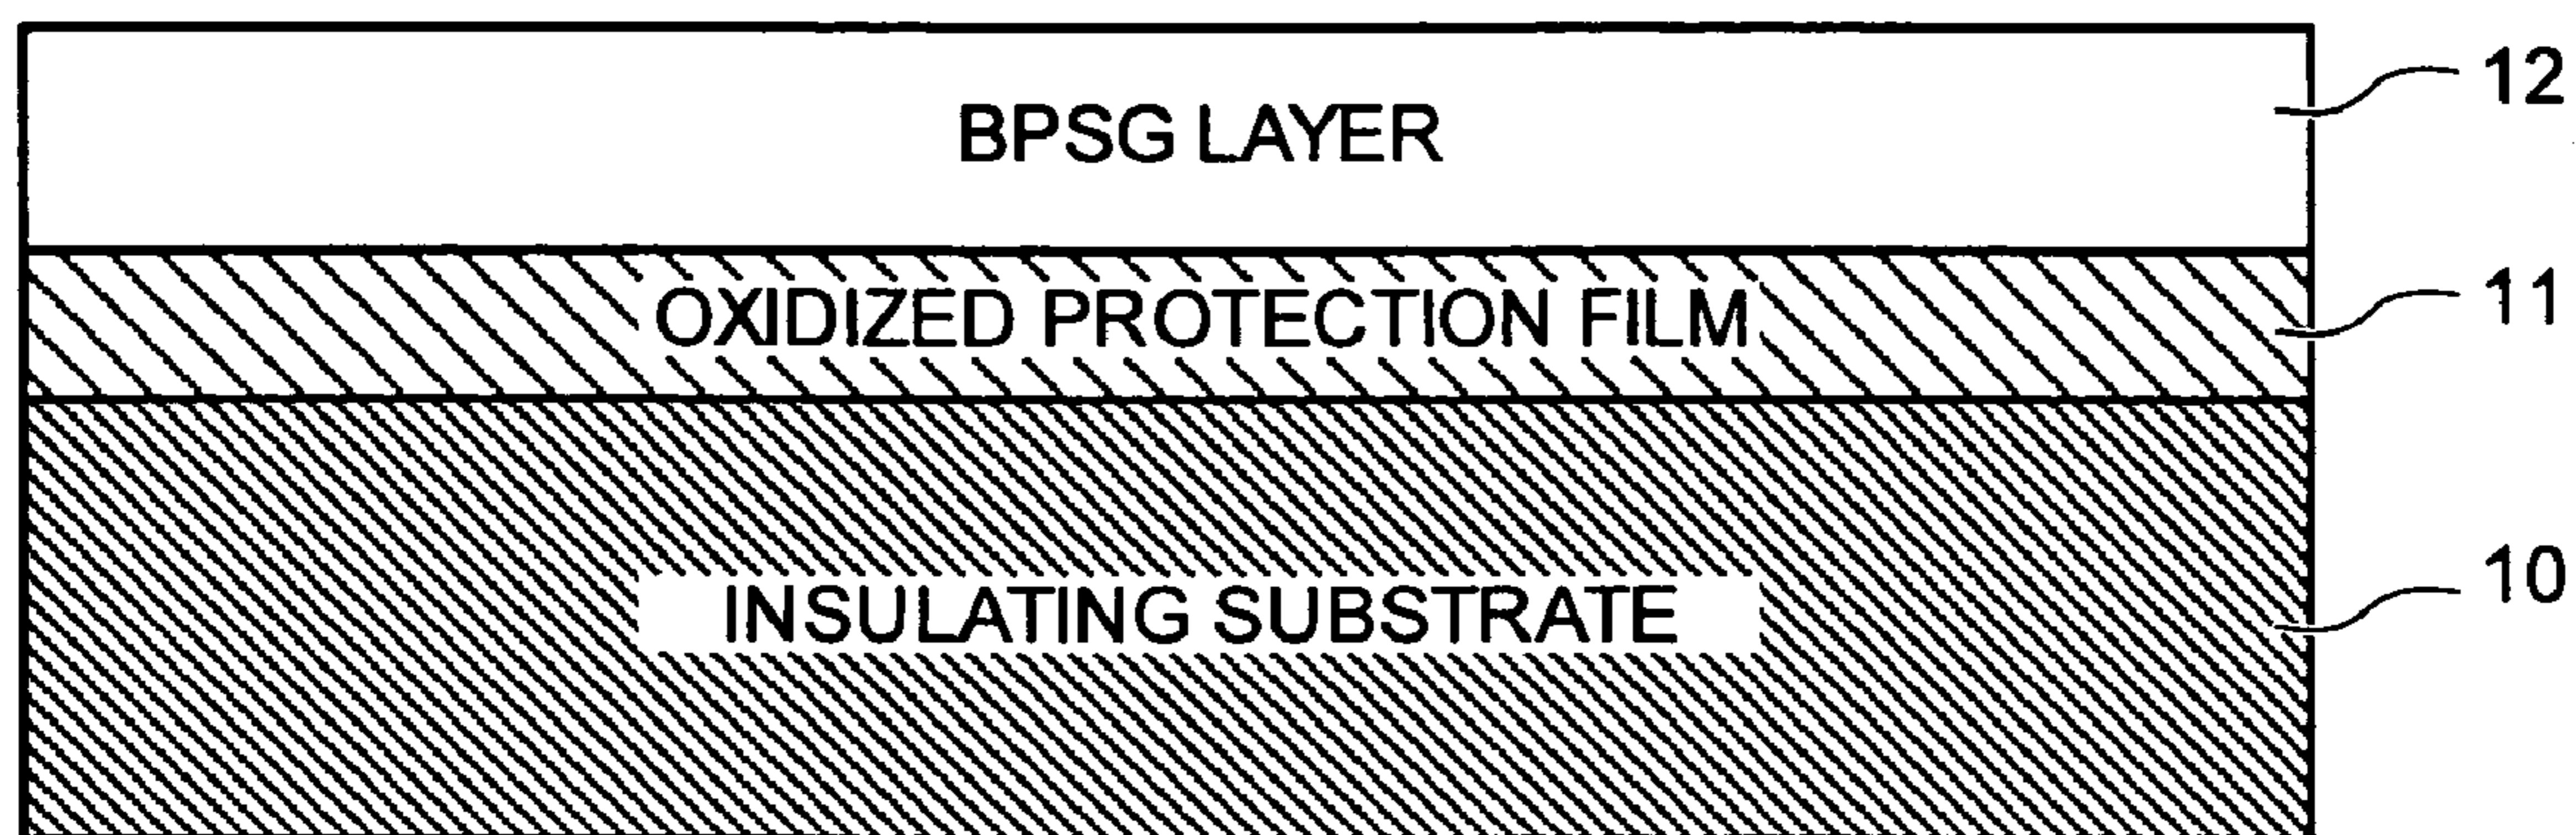 BPSG LAYER
12
OXIDIZED PROTECTION FILM
11
INSULATING SUBSTRATE
10